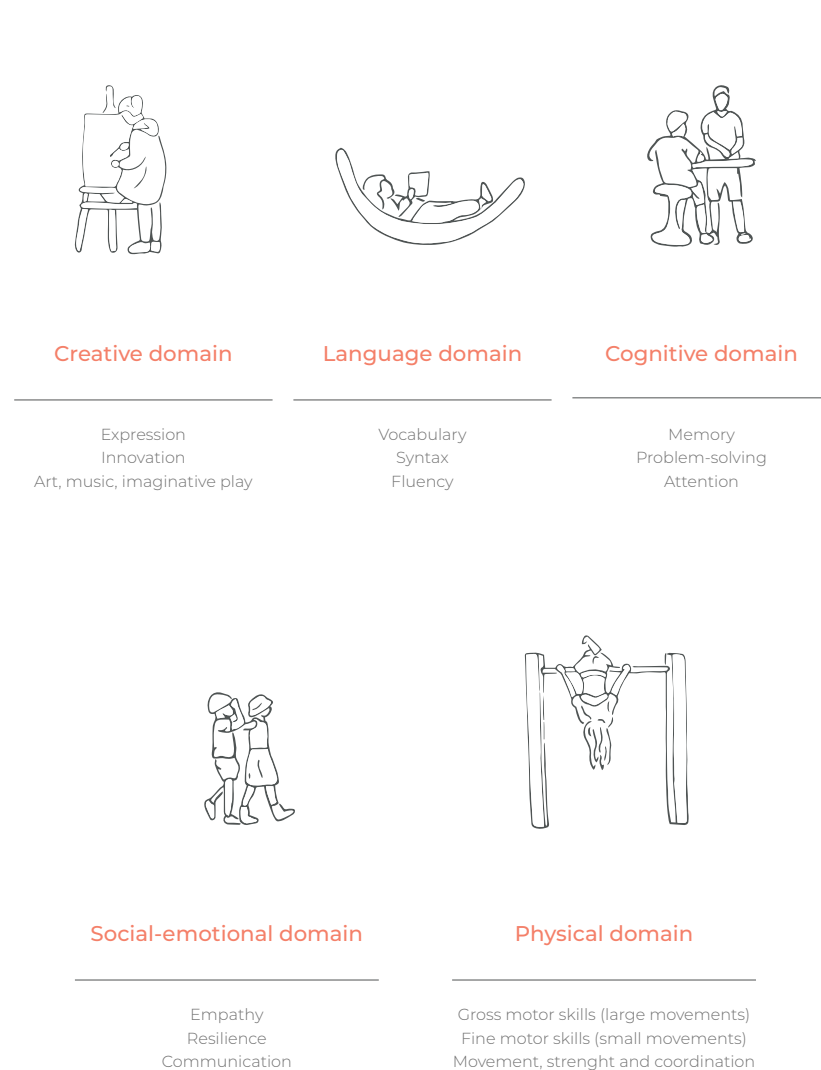 Creative domain
Language domain
Cognitive domain
Expression
Innovation
Art, music, imaginative play
Vocabulary
Syntax
Fluency
Memory
Problem-solving
Attention
Social-emotional domain
Physical domain
Empathy
Resilience
Communication
Gross motor skills (large movements)
Fine motor skills (small movements)
Movement, strenght and coordination